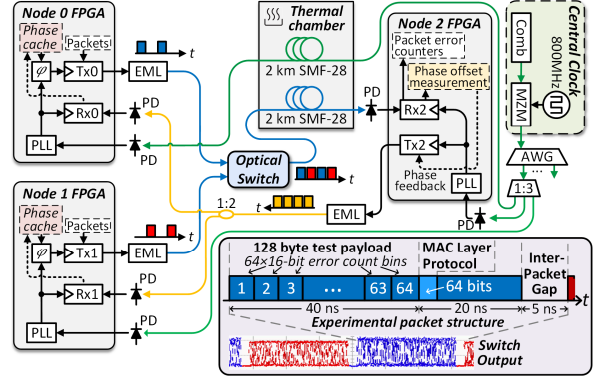 Node 0 FPGA
Phase cache
Packets
φ
Tx0
EML
t
Rx0
PD
PLL
PD
Thermal chamber
2 km SMF-28
2 km SMF-28
Node 2 FPGA
Packet error counters
Phase offset measurement
PD
Rx2
Tx2
Phase feedback
PLL
PD
Central Clock
Comb
800MHz
MZM
AWG
...
1:3
Optical Switch
t
1:2
t
EML
Node 1 FPGA
Phase cache
Packets
φ
Tx1
EML
t
Rx1
PD
PLL
PD
128 byte test payload
64×16-bit error count bins
MAC Layer Protocol
Inter-Packet Gap
1 2 3 ... 63 64
64 bits
t
40 ns
20 ns
5 ns
Experimental packet structure
Switch Output